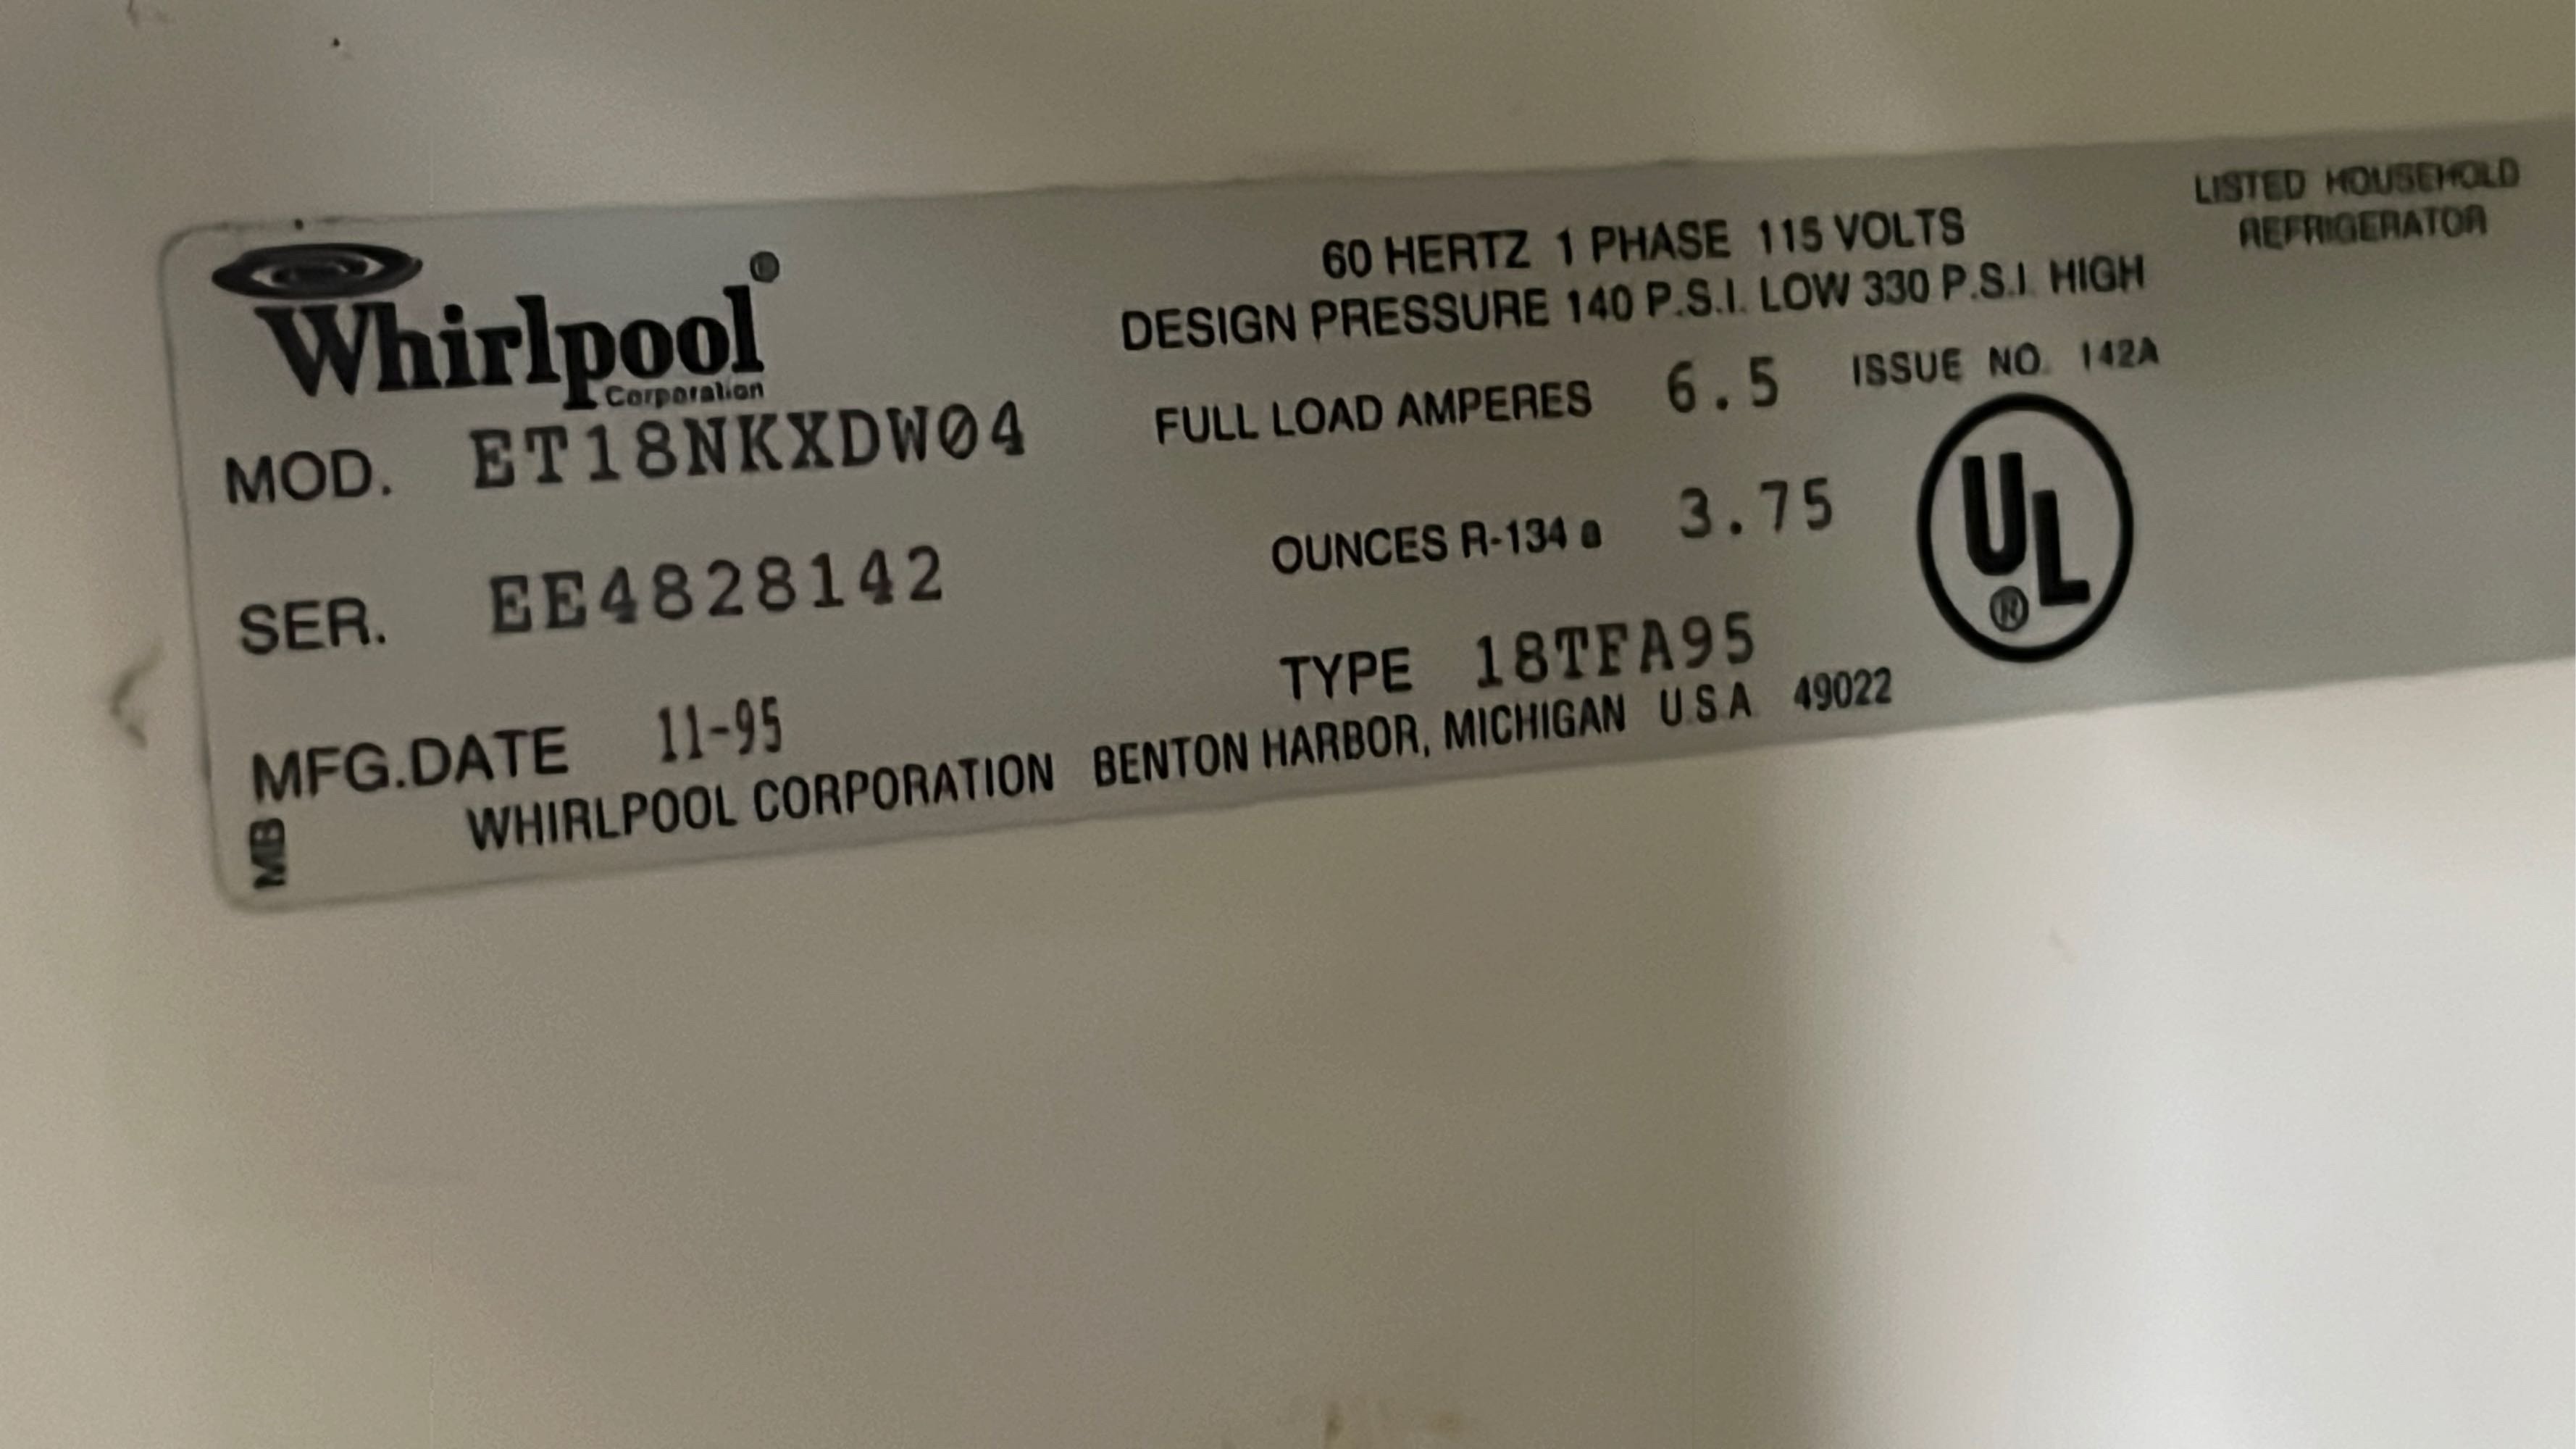 Whirlpool®
Corporation
MOD. ET18NKXDW04
SER. EE4828142
MFG.DATE 11-95
60 HERTZ 1 PHASE 115 VOLTS
DESIGN PRESSURE 140 P.S.I. LOW 330 P.S.I. HIGH
FULL LOAD AMPERES 6.5 ISSUE NO. 142A
OUNCES R-134a 3.75
TYPE 18TFA95
WHIRLPOOL CORPORATION BENTON HARBOR, MICHIGAN U.S.A. 49022
MB
LISTED HOUSEHOLD
REFRIGERATOR
UL®